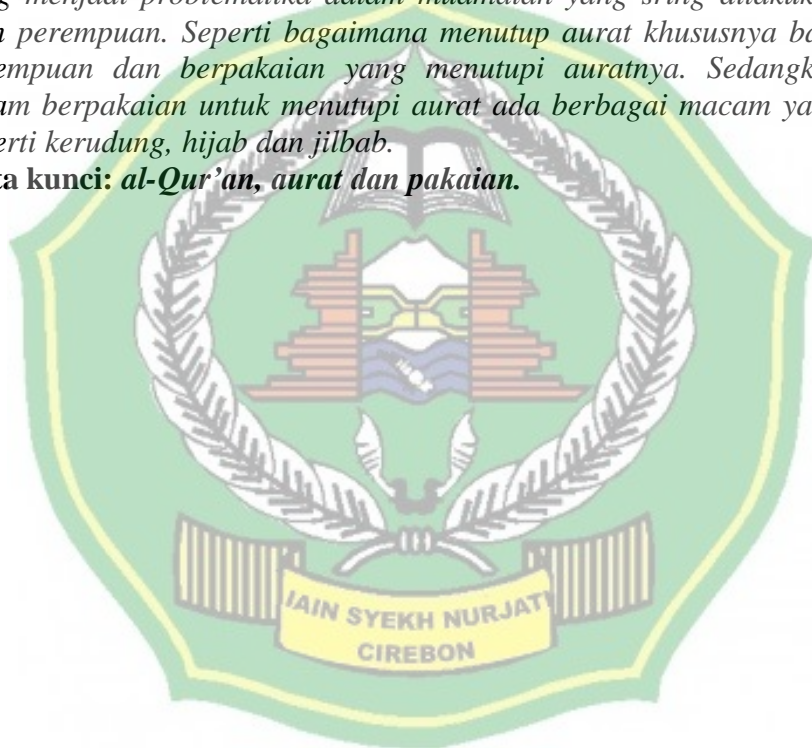 menjadi problematika dalam muamalah yang sring dilakuk
perempuan. Seperti bagaimana menutup aurat khususnya ba
empuan dan berpakaian yang menutupi auratnya. Sedangk
am berpakaian untuk menutupi aurat ada berbagai macam ya
erti kerudung, hijab dan jilbab.
ta kunci: al-Qur’an, aurat dan pakaian.
IAIN SYEKH NURJATI
CIREBON